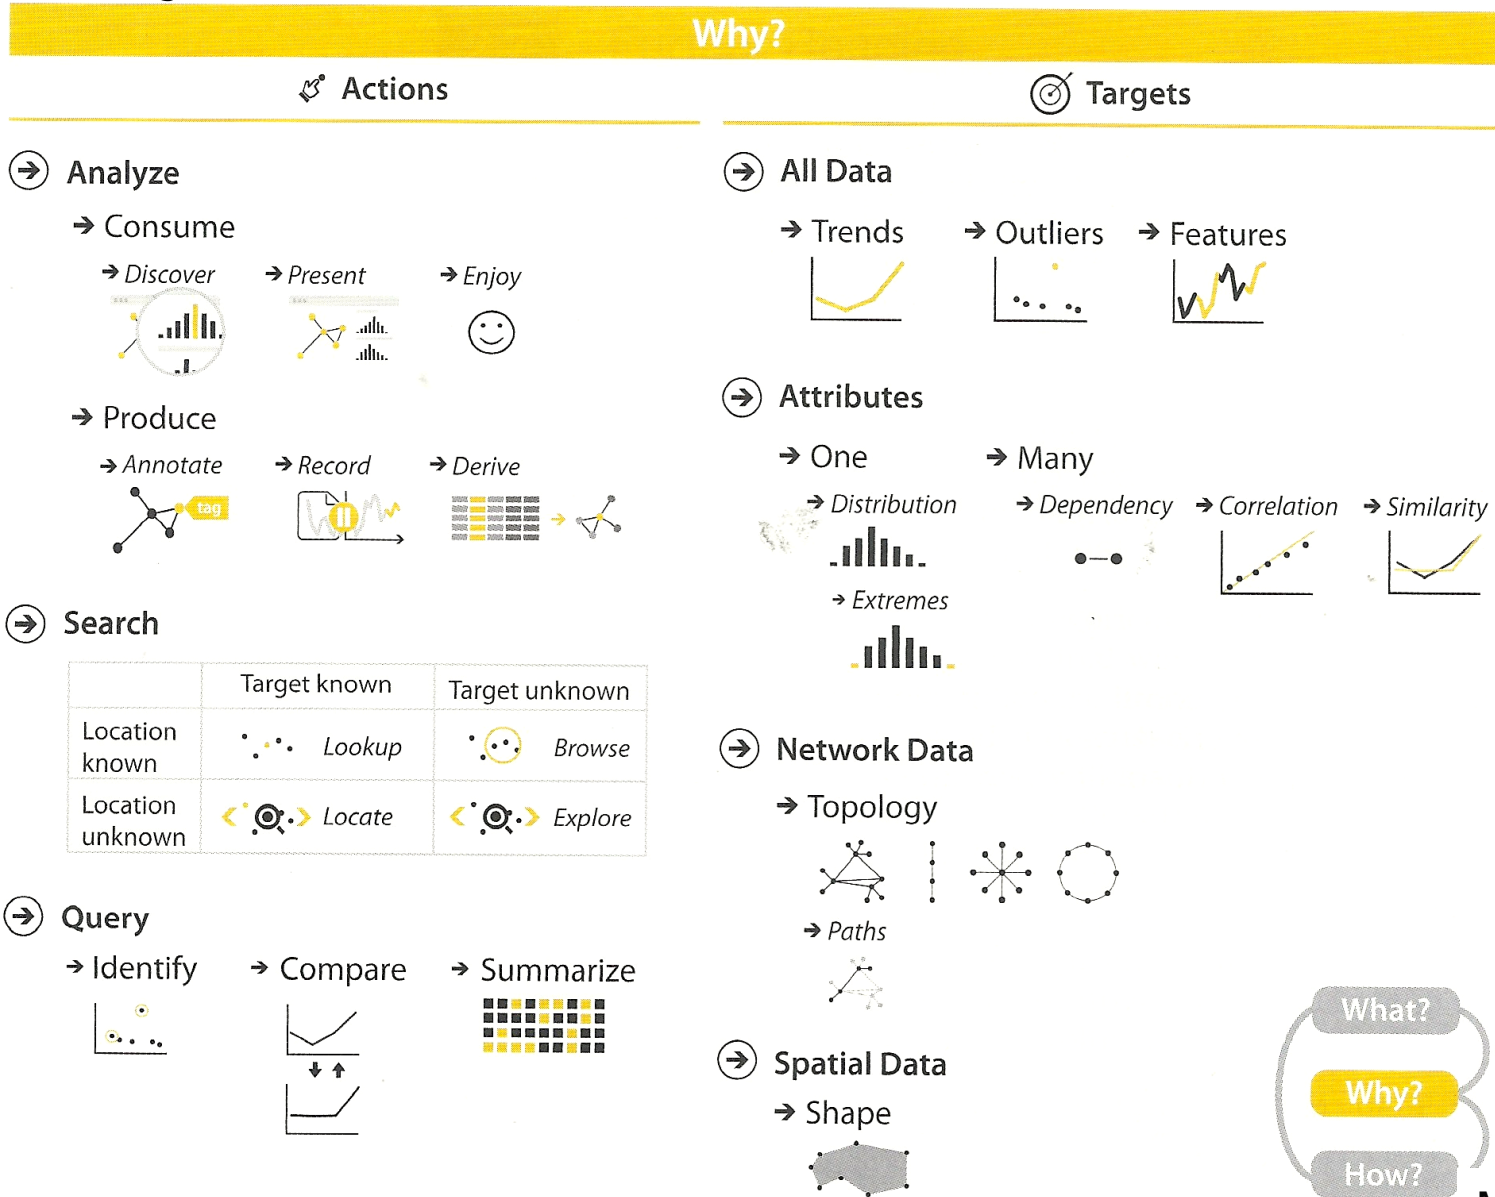 Why?
Actions
Targets
Analyze
Consume
Discover
Present
Enjoy
Produce
Annotate
Record
Derive
tag
Search
Target known
Target unknown
Location known
Lookup
Browse
Location unknown
Locate
Explore
Query
Identify
Compare
Summarize
All Data
Trends
Outliers
Features
Attributes
One
Many
Distribution
Dependency
Correlation
Similarity
Extremes
Network Data
Topology
Paths
Spatial Data
Shape
What?
Why?
How?